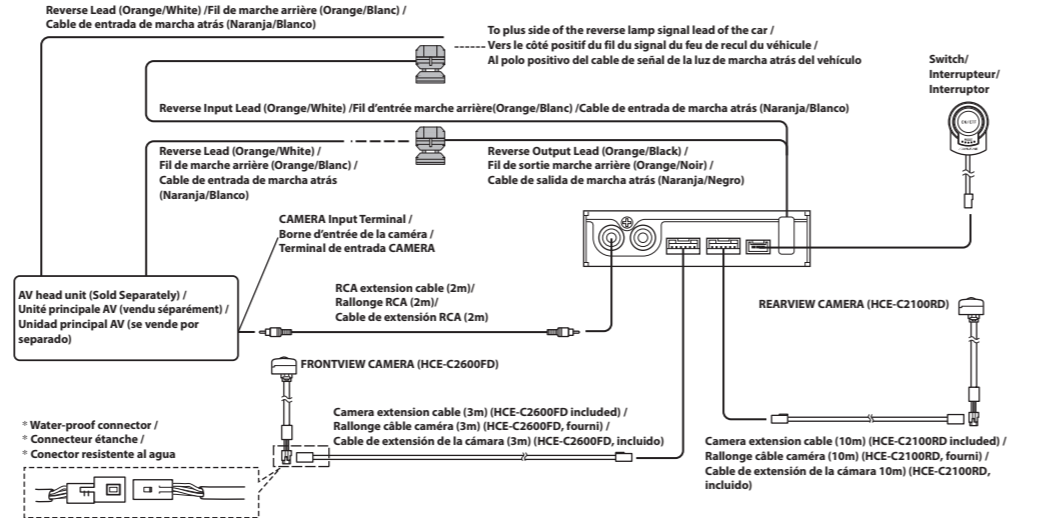 Reverse Lead (Orange/White) /Fil de marche arrière (Orange/Blanc) /
Cable de entrada de marcha atrás (Naranja/Blanco)
To plus side of the reverse lamp signal lead of the car /
Vers le côté positif du fil du signal du feu de recul du véhicule /
Al polo positivo del cable de señal de la luz de marcha atrás del vehículo
Switch/
Interrupteur/
Interruptor
Reverse Input Lead (Orange/White) /Fil d'entrée marche arrière(Orange/Blanc) /Cable de entrada de marcha atrás (Naranja/Blanco)
Reverse Lead (Orange/White) /
Fil de marche arrière (Orange/Blanc) /
Cable de entrada de marcha atrás
(Naranja/Blanco)
Reverse Output Lead (Orange/Black) /
Fil de sortie marche arrière (Orange/Noir) /
Cable de salida de marcha atrás (Naranja/Negro)
CAMERA Input Terminal /
Borne d'entrée de la caméra /
Terminal de entrada CAMERA
AV head unit (Sold Separately) /
Unité principale AV (vendu séparément) /
Unidad principal AV (se vende por
separado)
RCA extension cable (2m)/
Rallonge RCA (2m)/
Cable de extensión RCA (2m)
REARVIEW CAMERA (HCE-C2100RD)
FRONTVIEW CAMERA (HCE-C2600FD)
Camera extension cable (3m) (HCE-C2600FD included) /
Rallonge câble caméra (3m) (HCE-C2600FD, fourni) /
Cable de extensión de la cámara (3m) (HCE-C2600FD, incluido)
* Water-proof connector /
* Connecteur étanche /
* Conector resistente al agua
Camera extension cable (10m) (HCE-C2100RD included) /
Rallonge câble caméra (10m) (HCE-C2100RD, fourni) /
Cable de extensión de la cámara 10m) (HCE-C2100RD,
incluido)